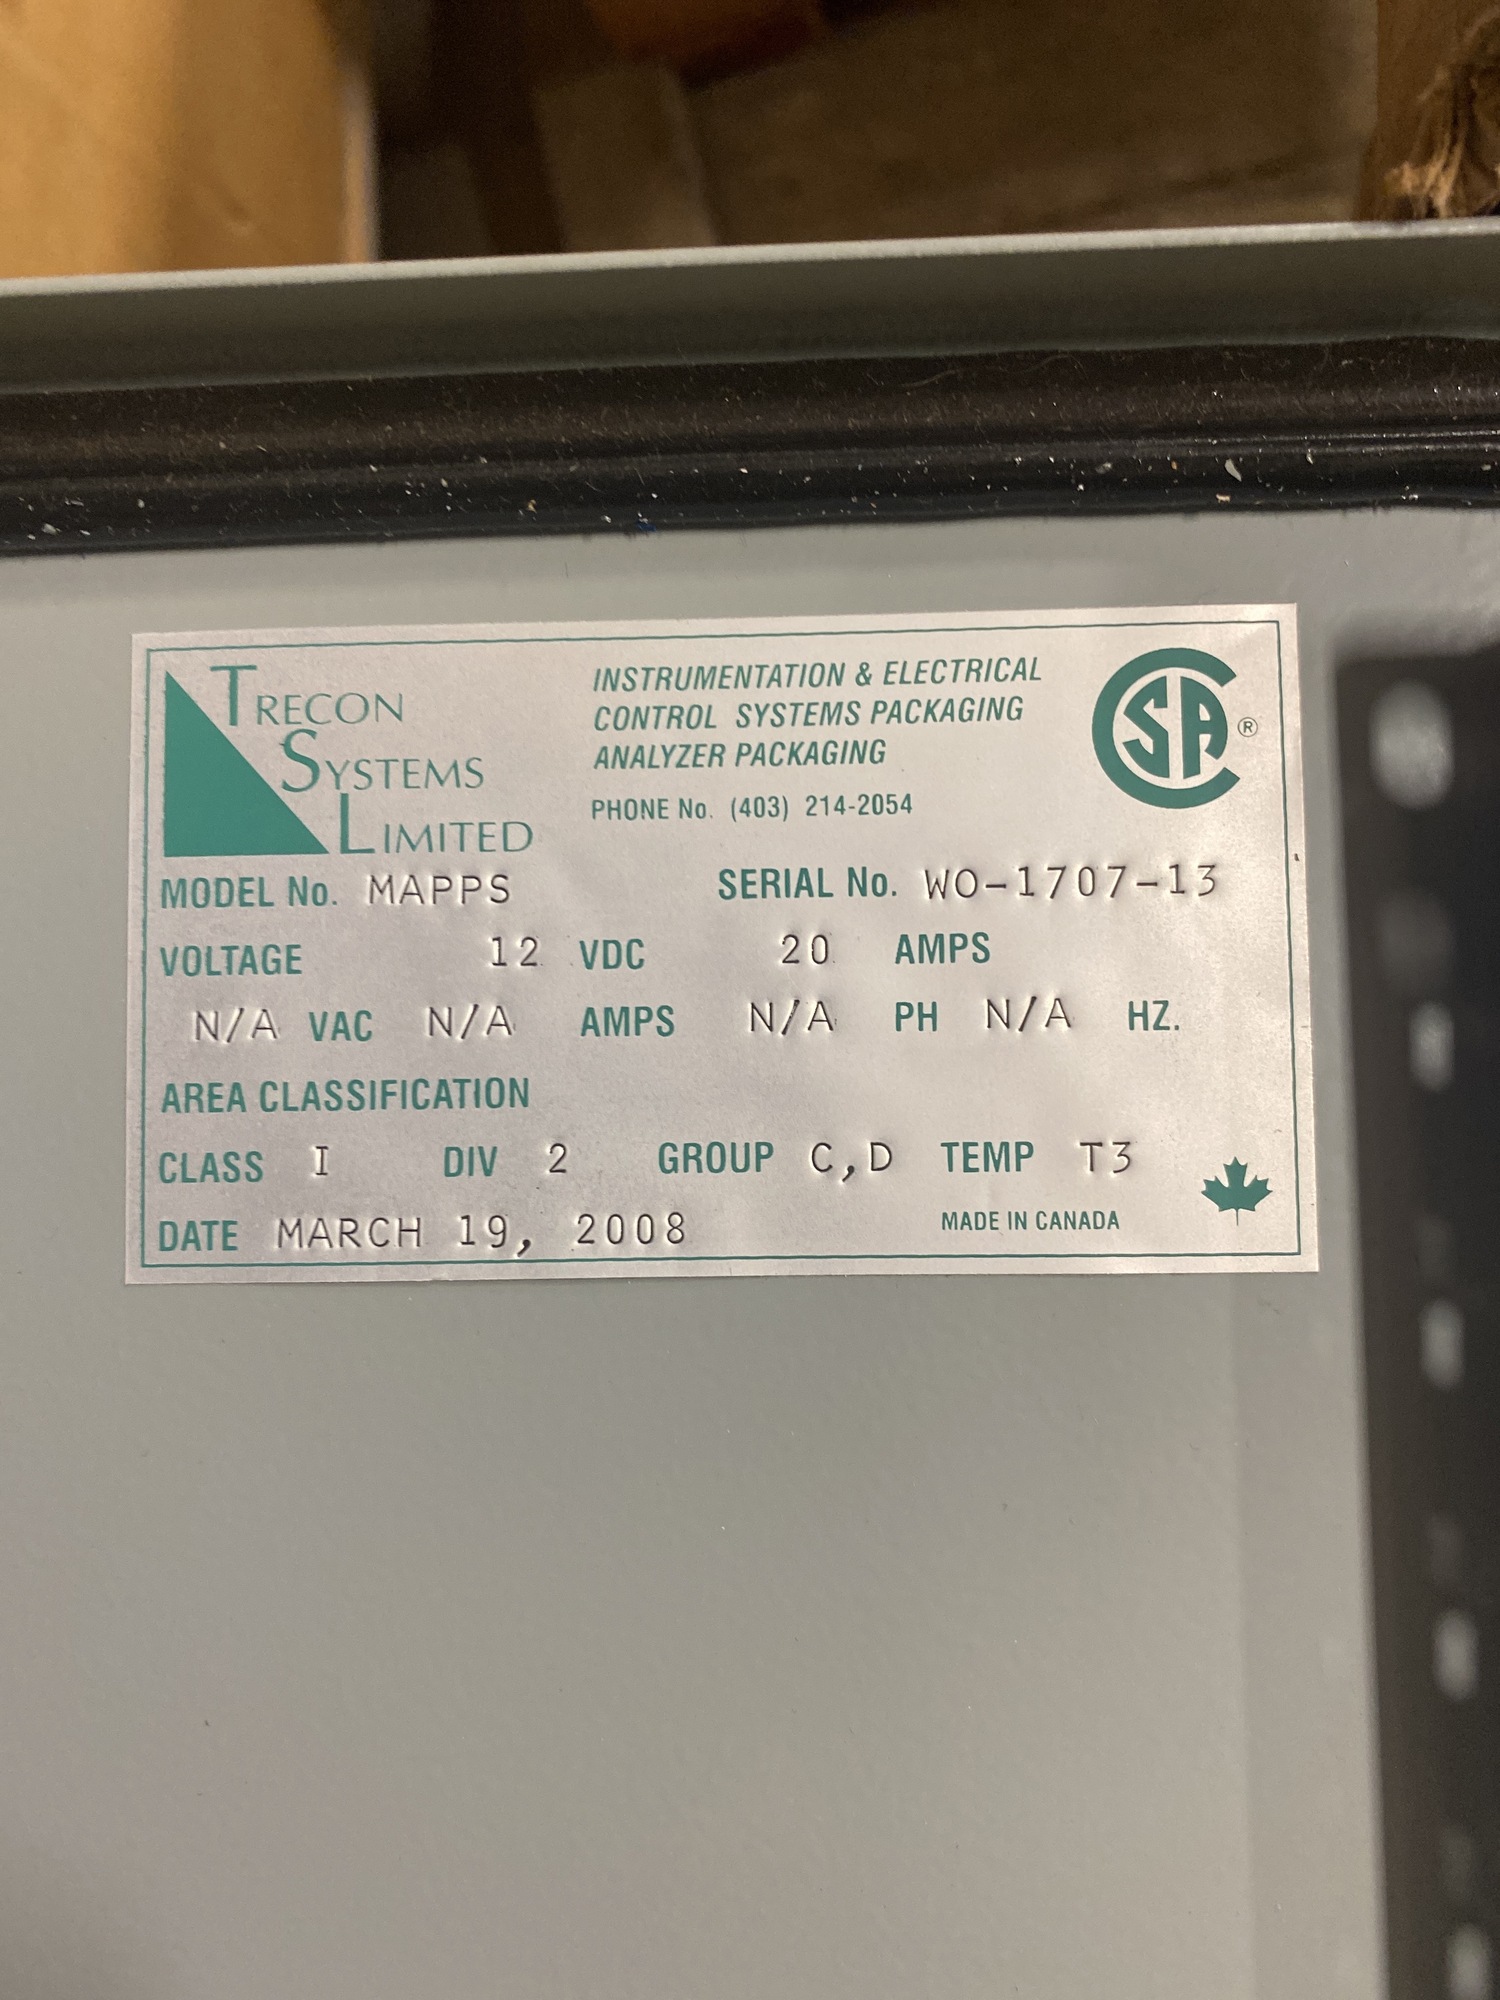 TRECON
SYSTEMS
LIMITED
INSTRUMENTATION & ELECTRICAL
CONTROL SYSTEMS PACKAGING
ANALYZER PACKAGING
PHONE No. (403) 214-2054
CSA ®
MODEL No. MAPPS SERIAL No. WO-1707-13
VOLTAGE 12 VDC 20 AMPS
N/A VAC N/A AMPS N/A PH N/A HZ.
AREA CLASSIFICATION
CLASS I DIV 2 GROUP C,D TEMP T3
DATE MARCH 19, 2008 MADE IN CANADA